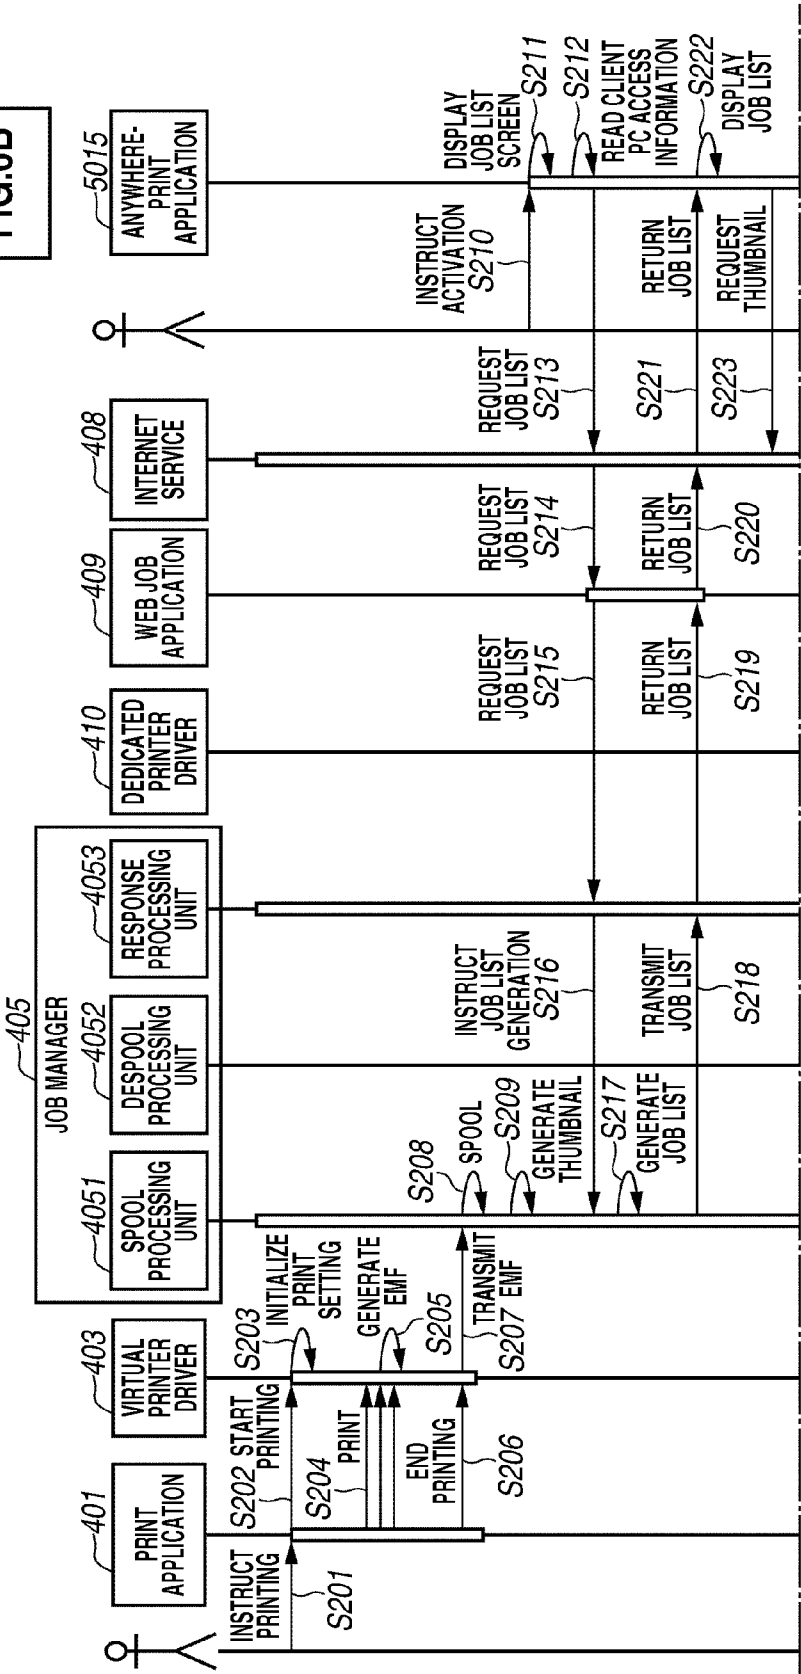 405
JOB MANAGER
401
PRINT
APPLICATION
403
VIRTUAL
PRINTER
DRIVER
4051
SPOOL
PROCESSING
UNIT
4052
DESPOOL
PROCESSING
UNIT
4053
RESPONSE
PROCESSING
UNIT
410
DEDICATED
PRINTER
DRIVER
409
WEB JOB
APPLICATION
408
INTERNET
SERVICE
5015
ANYWHERE-
PRINT
APPLICATION
INSTRUCT
PRINTING
S201
S202 START
PRINTING
S203
INITIALIZE
PRINT
SETTING
S204
PRINT
GENERATE
EMF
S205
END
PRINTING
S206
TRANSMIT
EMF
S207
S208
SPOOL
S209
GENERATE
THUMBNAIL
INSTRUCT
ACTIVATION
S210
DISPLAY
JOB LIST
SCREEN
S211
S212
READ CLIENT
PC ACCESS
INFORMATION
REQUEST
JOB LIST
S213
REQUEST
JOB LIST
S214
REQUEST
JOB LIST
S215
INSTRUCT
JOB LIST
GENERATION
S216
S217
GENERATE
JOB LIST
TRANSMIT
JOB LIST
S218
RETURN
JOB LIST
S219
RETURN
JOB LIST
S220
S221
RETURN
JOB LIST
S222
DISPLAY
JOB LIST
S223
REQUEST
THUMBNAIL